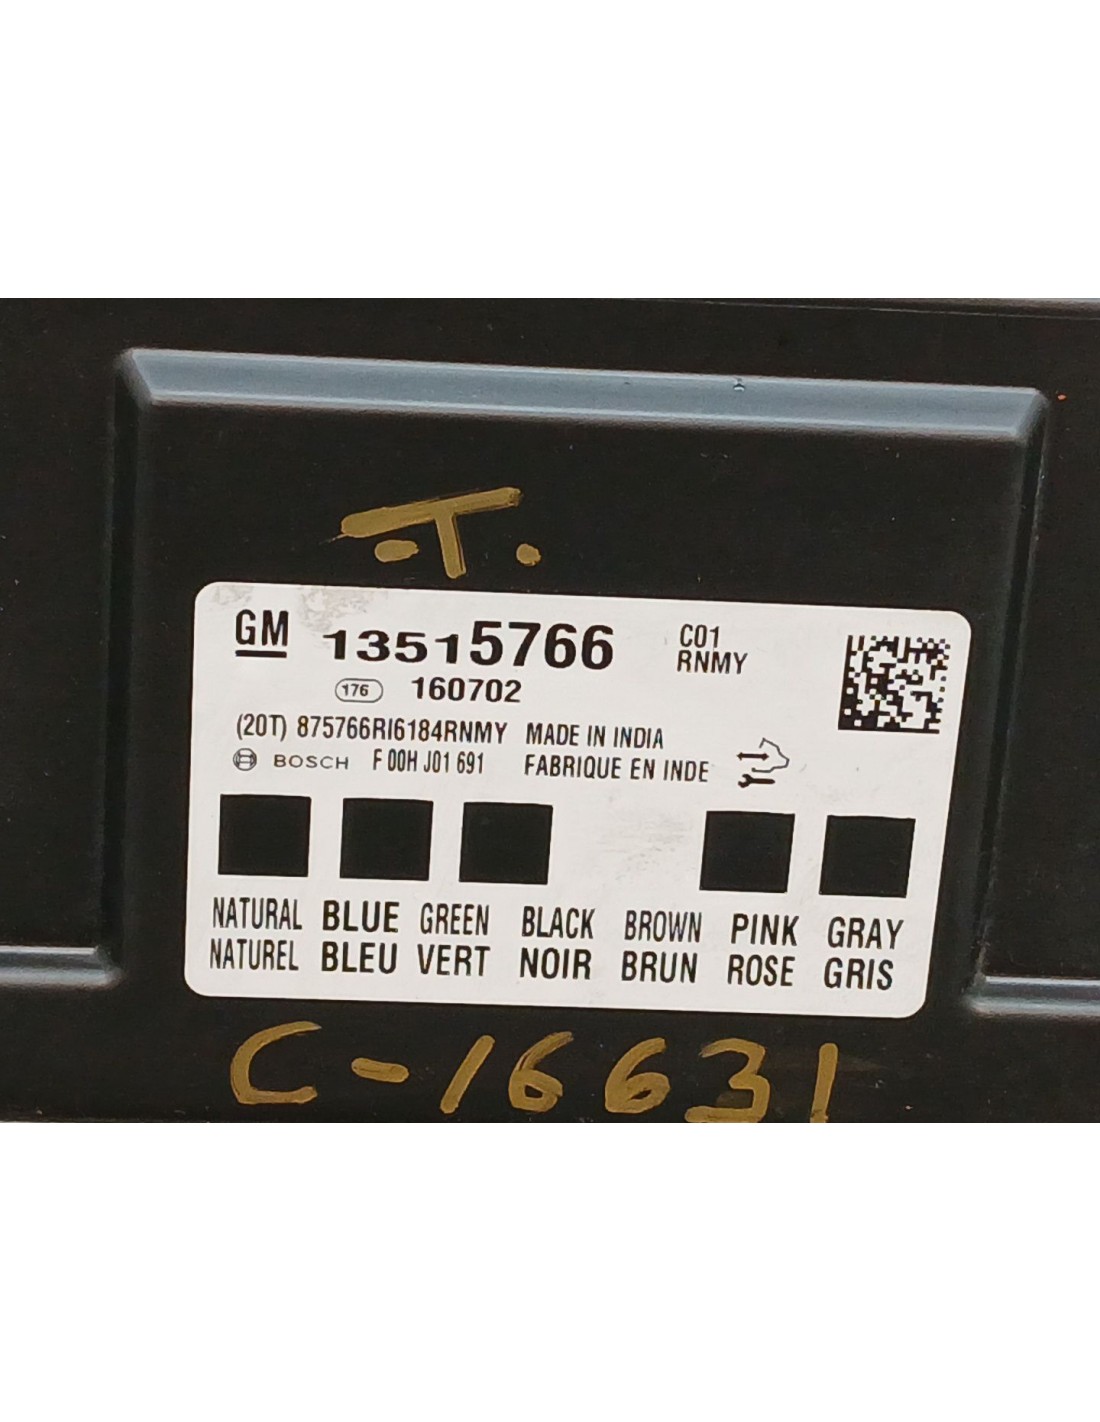 .T.
GM 13515766 C01
RNMY
176 160702
(20T) 875766RI6184RNMY MADE IN INDIA
BOSCH F 00H J01 691 FABRIQUE EN INDE
NATURAL BLUE GREEN BLACK BROWN PINK GRAY
NATUREL BLEU VERT NOIR BRUN ROSE GRIS
C-16631